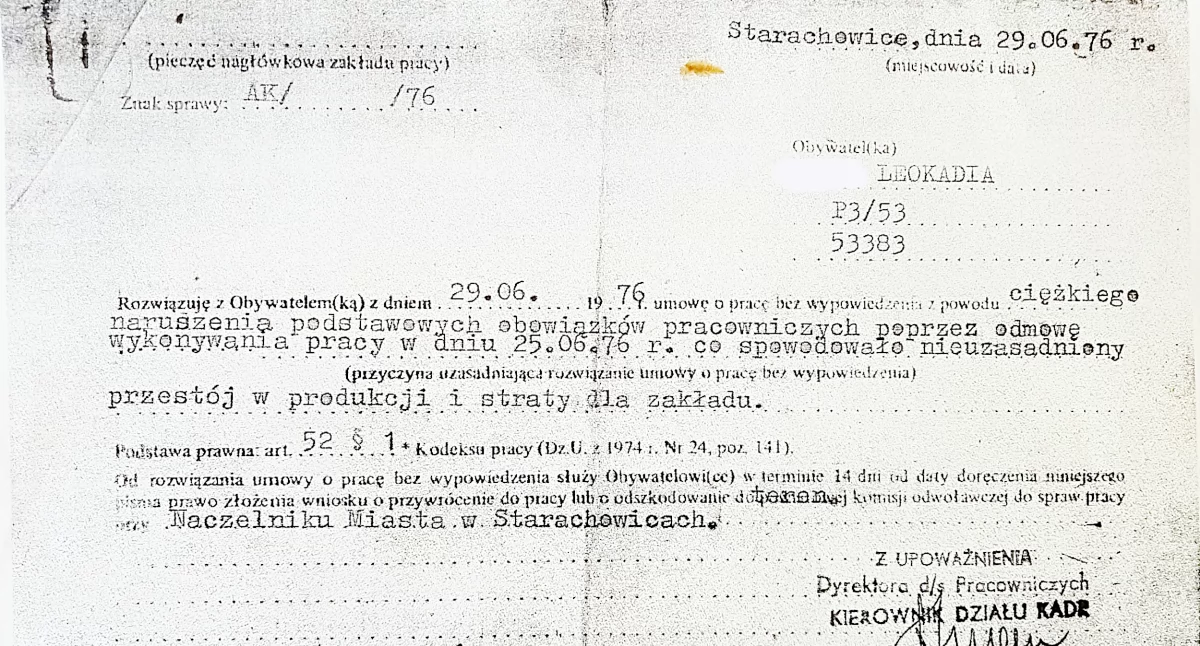 Starachowice, dnia 29.06.76 r.
(pieczęć nagłówkowa zakładu pracy)
(miejscowość i data)
Znak sprawy: AK/ /76
Obywatel(ka)
LEOKADIA
P3/53
53383
Rozwiązuję z Obywatelem(ką) z dniem 29.06. 1976 r. umowę o pracę bez wypowiedzenia z powodu ciężkiego
naruszenia podstawowych obowiązków pracowniczych poprzez odmowę
wykonywania pracy w dniu 25.06.76 r. co spowodowało nieuzasadniony
(przyczyna uzasadniająca rozwiązanie umowy o pracę bez wypowiedzenia)
przestój w produkcji i straty dla zakładu.
Podstawa prawna: art. 52 § 1 * Kodeksu pracy (Dz.U. z 1974 r. Nr 24, poz. 141).
Od rozwiązania umowy o pracę bez wypowiedzenia służy Obywatelowi(ce) w terminie 14 dni od daty doręczenia niniejszego
pisma prawo złożenia wniosku o przywrócenie do pracy lub o odszkodowanie do terenowej komisji odwoławczej do spraw pracy
przy Naczelniku Miasta w Starachowicach.
Z UPOWAŻNIENIA
Dyrektora d/s Pracowniczych
KIEROWNIK DZIAŁU KADR